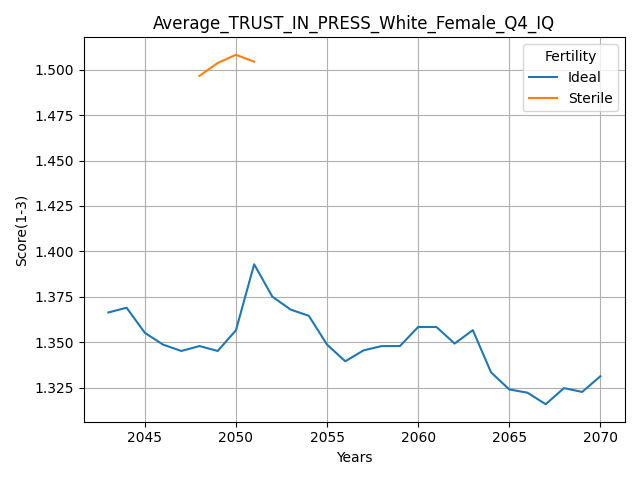 Average_TRUST_IN_PRESS_White_Female_Q4_IQ
Fertility
Ideal
Sterile
Score(1-3)
1.500
1.475
1.450
1.425
1.400
1.375
1.350
1.325
2045
2050
2055
2060
2065
2070
Years